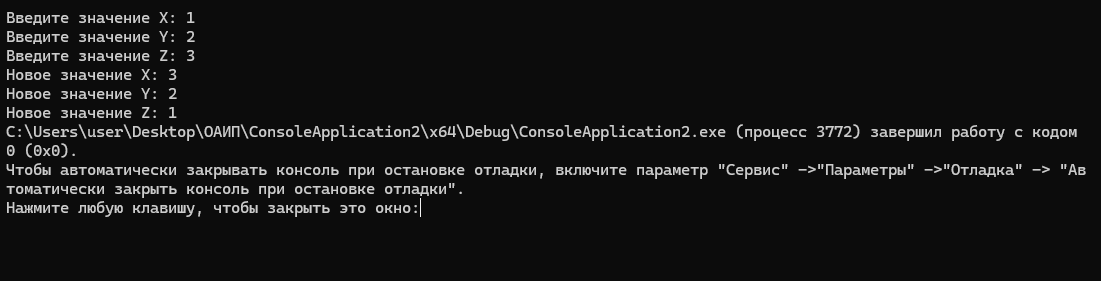 Введите значение X: 1
Введите значение Y: 2
Введите значение Z: 3
Новое значение X: 3
Новое значение Y: 2
Новое значение Z: 1
C:\Users\user\Desktop\ОАИП\ConsoleApplication2\x64\Debug\ConsoleApplication2.exe (процесс 3772) завершил работу с кодом
0 (0x0).
Чтобы автоматически закрывать консоль при остановке отладки, включите параметр "Сервис" ->"Параметры" ->"Отладка" -> "Ав
томатически закрыть консоль при остановке отладки".
Нажмите любую клавишу, чтобы закрыть это окно: